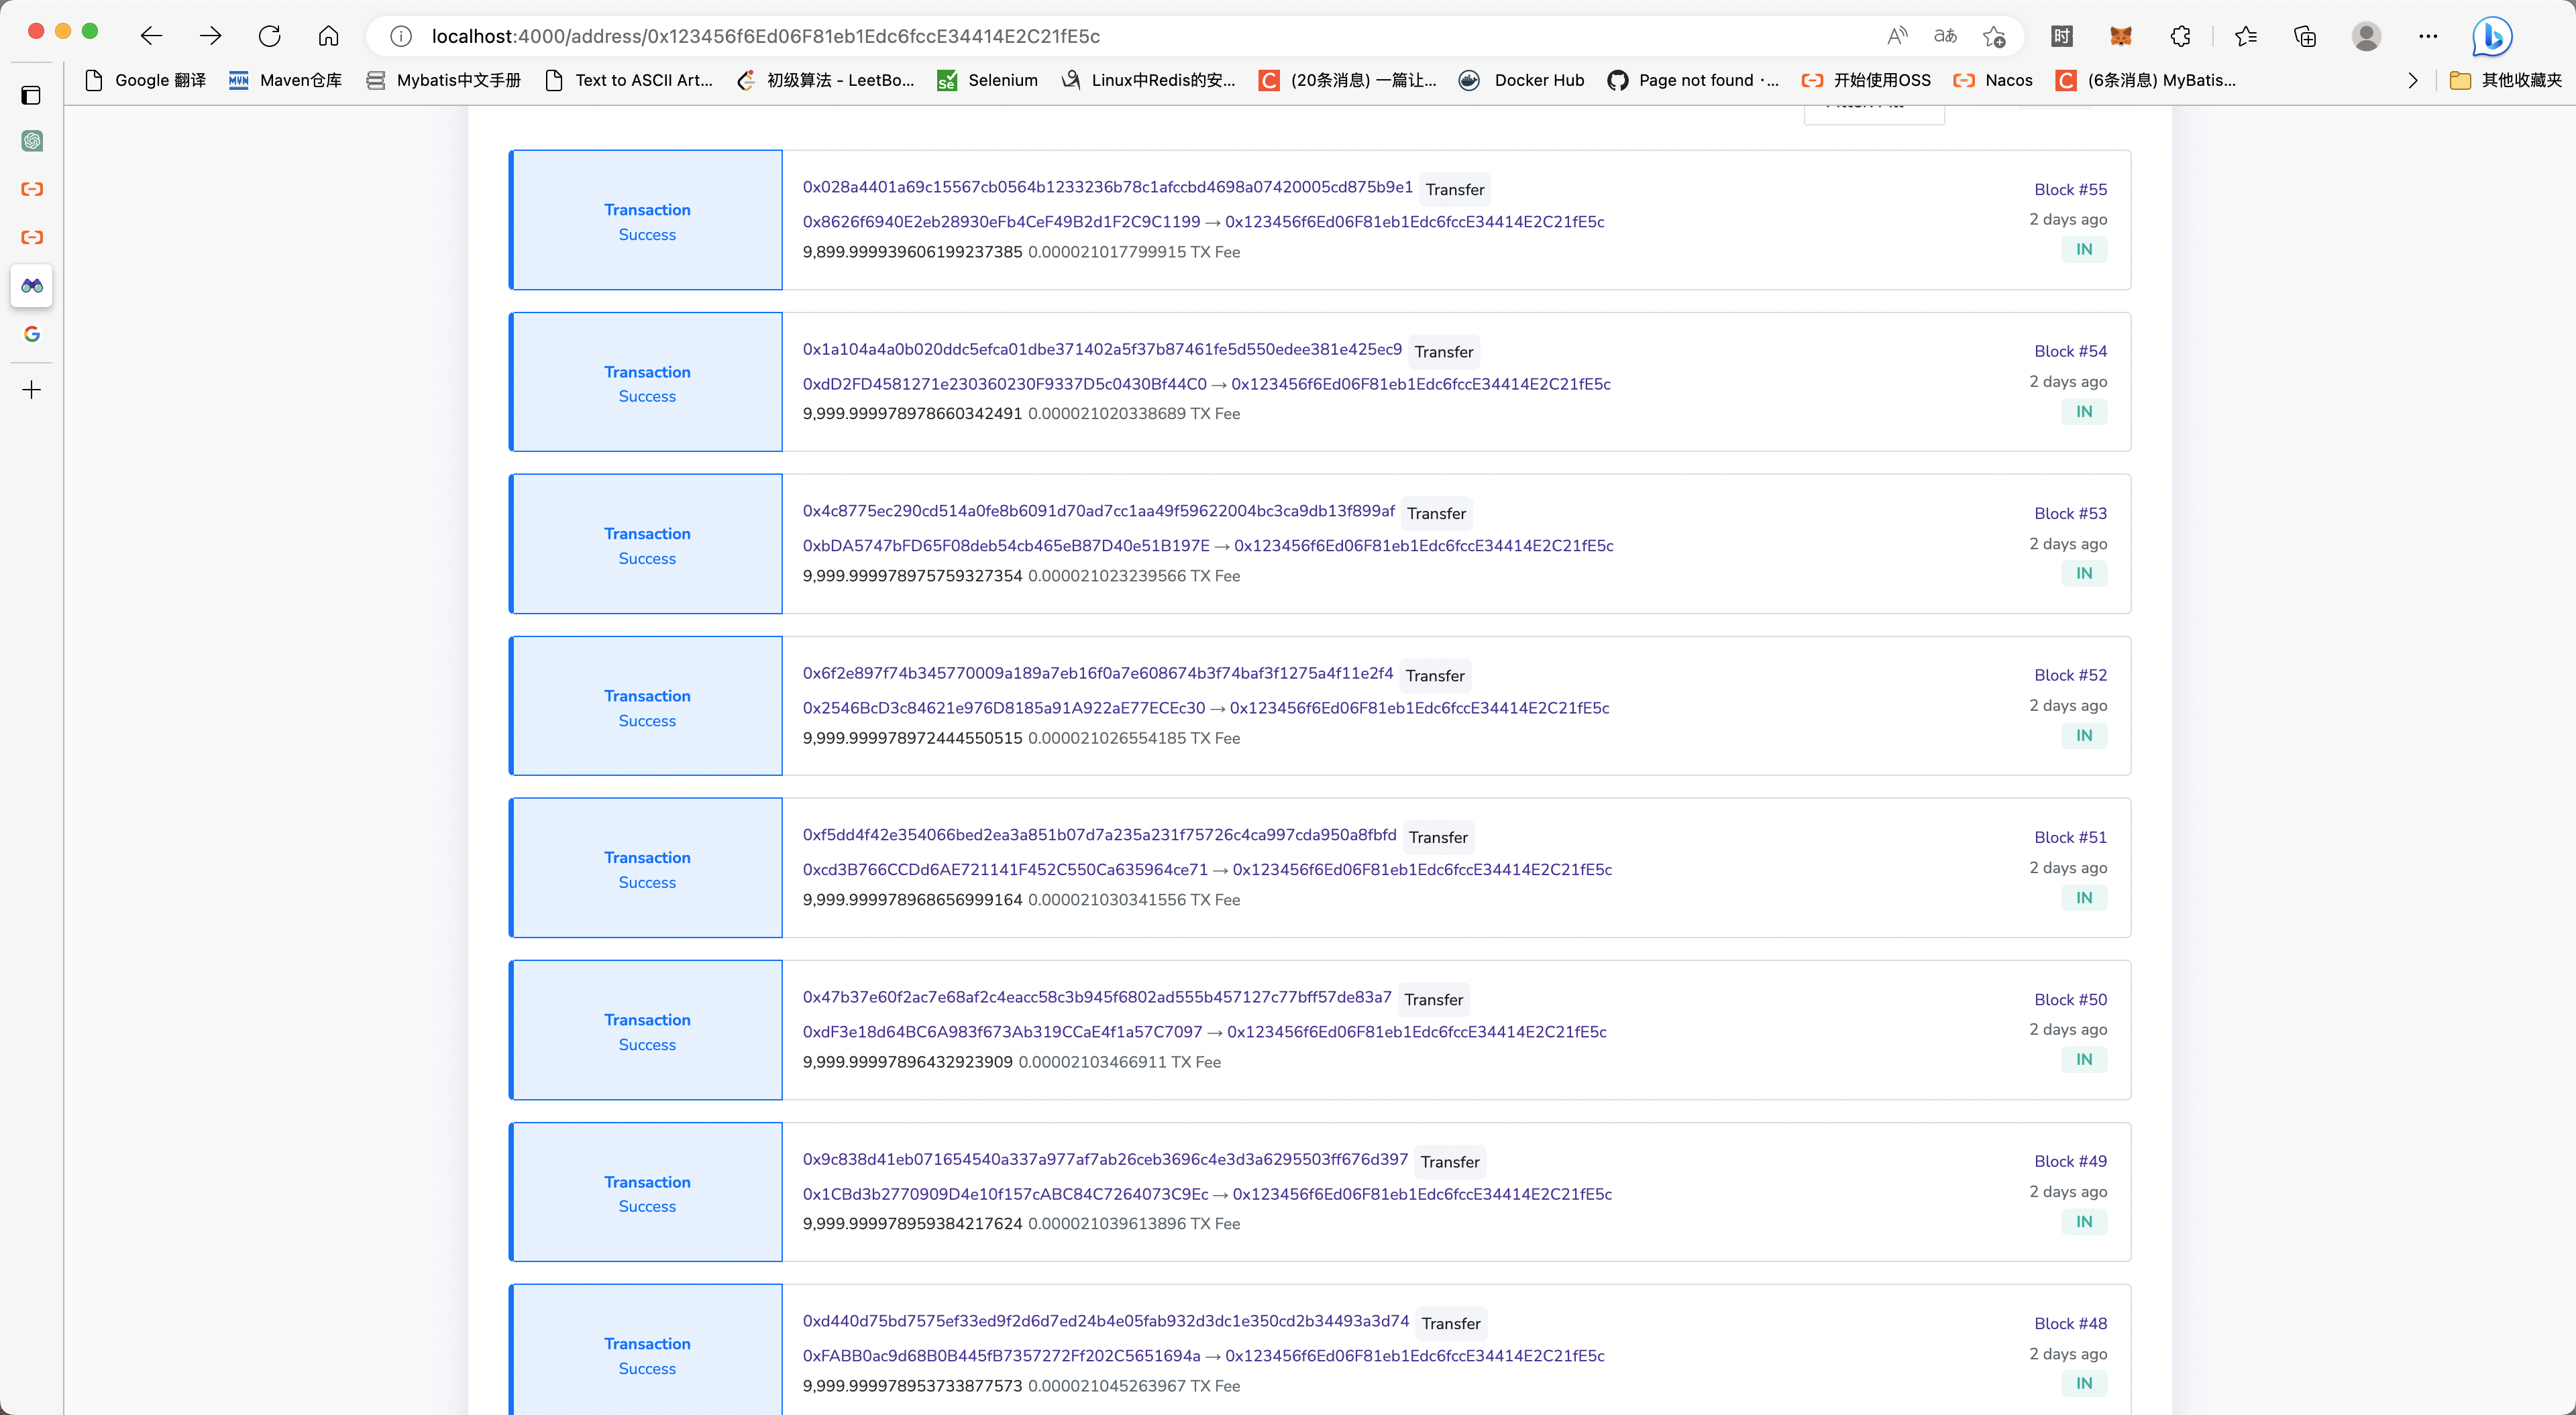 localhost:4000/address/0x123456f6Ed06F81eb1Edc6fccE34414E2C21fE5c
Google 翻译 Maven仓库 Mybatis中文手册 Text to ASCII Art... 初级算法 - LeetBo... Selenium Linux中Redis的安... (20条消息) 一篇让... Docker Hub Page not found ·... 开始使用OSS Nacos (6条消息) MyBatis... 其他收藏夹
Transaction
Success
0x028a4401a69c15567cb0564b1233236b78c1afccbd4698a07420005cd875b9e1 Transfer
0x8626f6940E2eb28930eFb4CeF49B2d1F2C9C1199 → 0x123456f6Ed06F81eb1Edc6fccE34414E2C21fE5c
9,899.999939606199237385 0.000021017799915 TX Fee
Block #55
2 days ago
IN
Transaction
Success
0x1a104a4a0b020ddc5efca01dbe371402a5f37b87461fe5d550edee381e425ec9 Transfer
0xdD2FD4581271e230360230F9337D5c0430Bf44C0 → 0x123456f6Ed06F81eb1Edc6fccE34414E2C21fE5c
9,999.999978978660342491 0.000021020338689 TX Fee
Block #54
2 days ago
IN
Transaction
Success
0x4c8775ec290cd514a0fe8b6091d70ad7cc1aa49f59622004bc3ca9db13f899af Transfer
0xbDA5747bFD65F08deb54cb465eB87D40e51B197E → 0x123456f6Ed06F81eb1Edc6fccE34414E2C21fE5c
9,999.999978975759327354 0.000021023239566 TX Fee
Block #53
2 days ago
IN
Transaction
Success
0x6f2e897f74b345770009a189a7eb16f0a7e608674b3f74baf3f1275a4f11e2f4 Transfer
0x2546BcD3c84621e976D8185a91A922aE77ECEc30 → 0x123456f6Ed06F81eb1Edc6fccE34414E2C21fE5c
9,999.999978972444550515 0.000021026554185 TX Fee
Block #52
2 days ago
IN
Transaction
Success
0xf5dd4f42e354066bed2ea3a851b07d7a235a231f75726c4ca997cda950a8fbfd Transfer
0xcd3B766CCDd6AE721141F452C550Ca635964ce71 → 0x123456f6Ed06F81eb1Edc6fccE34414E2C21fE5c
9,999.999978968656999164 0.000021030341556 TX Fee
Block #51
2 days ago
IN
Transaction
Success
0x47b37e60f2ac7e68af2c4eacc58c3b945f6802ad555b457127c77bff57de83a7 Transfer
0xdF3e18d64BC6A983f673Ab319CCaE4f1a57C7097 → 0x123456f6Ed06F81eb1Edc6fccE34414E2C21fE5c
9,999.99997896432923909 0.00002103466911 TX Fee
Block #50
2 days ago
IN
Transaction
Success
0x9c838d41eb071654540a337a977af7ab26ceb3696c4e3d3a6295503ff676d397 Transfer
0x1CBd3b2770909D4e10f157cABC84C7264073C9Ec → 0x123456f6Ed06F81eb1Edc6fccE34414E2C21fE5c
9,999.999978959384217624 0.000021039613896 TX Fee
Block #49
2 days ago
IN
Transaction
Success
0xd440d75bd7575ef33ed9f2d6d7ed24b4e05fab932d3dc1e350cd2b34493a3d74 Transfer
0xFABB0ac9d68B0B445fB7357272Ff202C5651694a → 0x123456f6Ed06F81eb1Edc6fccE34414E2C21fE5c
9,999.999978953733877573 0.000021045263967 TX Fee
Block #48
2 days ago
IN